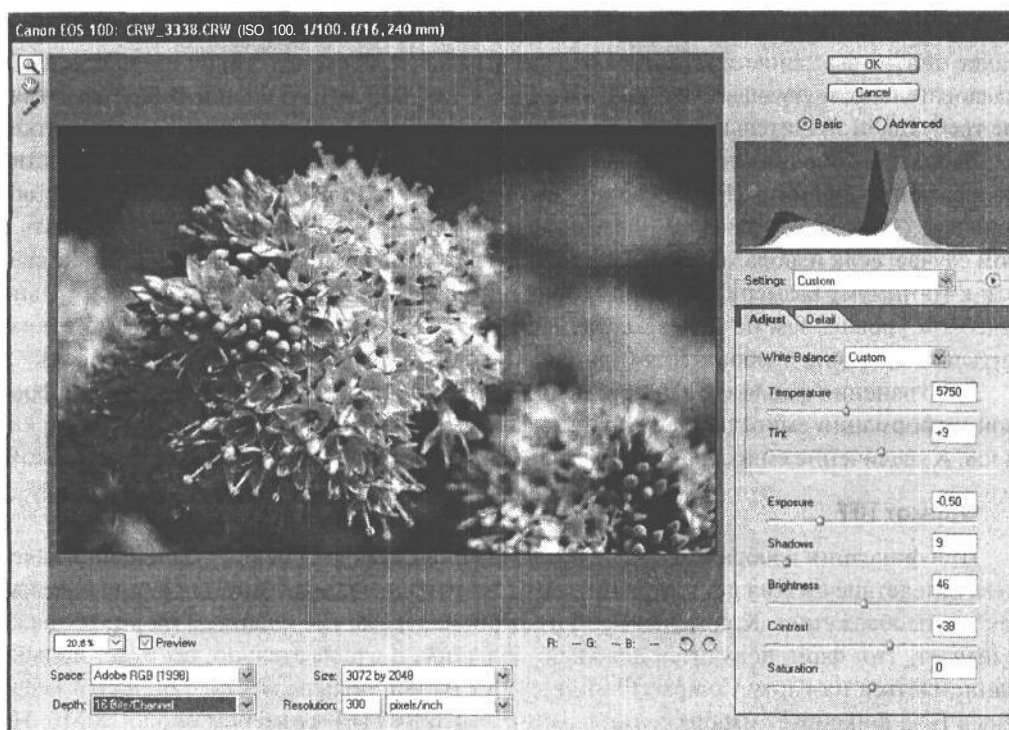 Canon EOS 10D: CRW_3338.CRW (ISO 100. 1/100. f/16, 240 mm)
OK
Cancel
Basic Advanced
Settings: Custom
Adjust Detail
White Balance: Custom
Temperature 5750
Tint +9
Exposure -0,50
Shadows 9
Brightness 46
Contrast +38
Saturation 0
20.6% Preview R: -- G: -- B: --
Space: Adobe RGB (1998) Size: 3072 by 2048
Depth: 16 Bits/Channel Resolution: 300 pixels/inch